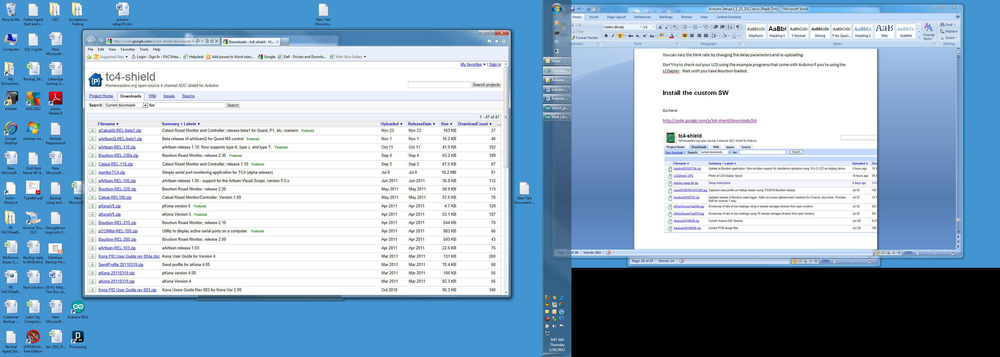 Recycle Bin
Failed Agent
Start and s...
OEC
Acceptance
Testing
arduino
setup 07.doc
New Text
Docume...
Computer
SQL Log.txt
New
Microsoft ...
My
Document...
Backup_Sit...
Lakeridge
backup sc...
eWallet
AVG 2012
Adobe
Reader 9
Google
Desktop
wlsetup-we...
Backup
Response.txt
New
Microsoft ...
Odd Host
Name WI-A...
New
Microsoft ...
hosts -
Shortcut
TypeItIn.pdf
Backup
sizing and ...
New
Microsof
RE
PACSHealt...
Acronis Tru...
11.0
Georgetown
login info f...
McKesson
Issues 2_...
Backup reply
to BHSI.docx
Database
Backup Ho...
RE
PACSHealt...
Jaya List.docx
US-FL-May...
Test Doc..d...
Customer
Backup ...
Lake City
Comparis...
New
Microsoft ...
Arduino 0022
Normal
Agent Sta...
SUPERAnti...
Free Edition
Jan_2012_P...
Processing
New Text
Document....
http://code.google.com/p/tc4-shield/downloads/li
Downloads - tc4-shield - H...
File Edit View Favorites Tools Help
Suggested Sites
Login - Sign In - PACSHea...
Helpdesk
Add power to Word searc...
Google
Dell - Drivers and Downlo...
Web Slice Gallery
My favorites ▼ | Sign in
tc4-shield
Homeroasters.org open source 4 channel ADC shield for Arduino
Search projects
Project Home Downloads Wiki Issues Source
Search Current downloads for Search
1 - 47 of 47
Filename ▼ Summary + Labels ▼ Uploaded ▼ ReleaseDate ▼ Size ▼ DownloadCount ▼ ...
aCatuaiQ-REL-beta1.zip Cataui Roast Monitor and Controller, release beta1 for Quest, P1, etc. roasters Featured Nov 23 Nov 23 163 KB 27
aArtisanQ-REL-beta1.zip Beta release of aArtisanQ for Quest M3 control Featured Nov 1 Nov 1 16.2 KB 40
aArtisan-REL-110.zip aArtisan release 1.10. Now supports type K, type J, and type T. Featured Oct 11 Oct 11 41.9 KB 102
Bourbon-REL-230a.zip Bourbon Roast Monitor, release 2.30 Featured Sep 4 Sep 4 63.2 KB 189
Cataui-REL-110.zip Cataui Roast Monitor and Controller, release 1.10 Featured Sep 3 Sep 3 67.5 KB 67
monitorTC4.zip Simple serial port monitoring application for TC4 (alpha release) Jul 8 Jul 8 10.2 MB 81
aArtisan-REL-105.zip aArtisan release 1.05 - support for the Artisan Visual Scope, version 0.5.x Jun 2011 Jun 2011 36.8 KB 112
Bourbon-REL-220.zip Bourbon Roast Monitor, release 2.20 May 2011 May 2011 58.9 KB 113
Catuai-REL100.zip Catuai Roast Monitor/Controller, Version 1.00 May 2011 May 2011 57.5 KB 78
pKonaV5.zip pKona version 5 Featured Apr 2011 Apr 2011 4.7 KB 129
aKonaV5.zip aKona Version 5 Featured Apr 2011 Apr 2011 53.1 KB 187
Bourbon-REL-210.zip Bourbon Roast Monitor, release 2.10 Apr 2011 Apr 2011 544 KB 78
pCOMlist-REL-100.zip Utility to display active serial ports on a computer. Featured Apr 2011 Apr 2011 883 KB 66
Bourbon-REL-200.zip Bourbon Roast Monitor, release 2.00 Apr 2011 Apr 2011 543 KB 43
aArtisan-REL-103.zip aArtisan release 1.03 Apr 2011 Apr 2011 22.6 KB 75
Kona PID User Guide rev 004a.doc Kona User Guide for Version 4 Mar 2011 Mar 2011 131 KB 260
SendProfile 20110319.zip Send profile for aKona 4.00 Mar 2011 Mar 2011 70.4 KB 60
pKona 20110319.zip pKona version 4.00 Mar 2011 Mar 2011 106 KB 56
aKona 20110319.zip aKona Version 4 Mar 2011 Mar 2011 92.3 KB 56
Kona PID User Guide rev 003.zip Kona Users Guide Rev 003 for Kona Ver 2.00 Oct 2010 96.3 KB 160
Inbox - ...
Downloa...
Arduino_...
arduino ...
Arduino ...
sketch_ja...
Blink | Ar...
9:07 AM
Thursday
1/26/2012
Arduino SetupLL 1_23_2012.docx (Read-Only) - Microsoft Word
Home Insert Page Layout References Mailings Review View Central Desktop
Cut
Copy
Format Painter
pboard
Calibri (Body) 11
Font
Paragraph
AaBbCcDc AaBb( AaBbCcDc AaBbCcDc AaBbCcDc AaBbCc AaB AaBbCc.
Emphasis Heading 1 ¶ Normal Strong ¶ No Spaci... Heading 2 Title Subtitle
Change
Styles
Styles
Find
Replace
Select
Editing
You can vary the blink rate by changing the delay parameters and re-uploading.
Don't try to check out your LCD using the example programs that come with Arduino if you're using the
LCDapter. Wait until you have Bourbon loaded.
Install the custom SW
Go here
http://code.google.com/p/tc4-shield/downloads/list
tc4-shield
Homeroasters.org open source 4 channel ADC shield for Arduino
Project Home Downloads Wiki Issues Source
New download | Search Current downloads for Search
Filename ▼ Summary + Labels ▼ Uploaded ▼ Size
bourbon20100710b.zip Update to Bourbon application. Now includes support for standalone operation using 16 x 2 LCD as display device. 5 hours ago 16.3
LCDphoto1.JPG Photo of LCD display layout 14 hours ago 39.3
arduino setup 04.zip Setup instructions 4 days ago 1.4
roast201007041035-826.jpg Captured roast profile on Hottop roaster using 7/3/2010 Bourbon release. Jul 04 103
bourbon20100703.zip Updated release of Bourbon roast logger. Adds on-screen alphanumeric monitors for 3 traces, plus timer. Provides Jul 03 14.7
RoR for channel 1 only.
pRiserScreenCapN04.jpg Screencap of rate of rise readings using 4 sample averages (breeze from open window) Jul 02 203
pRiserScreenCapN10.jpg Screencap of rate of rise readings using 10 sample averages (breeze from open window) Jul 02 201
libraries20100628.zip Current Arduino IDE libraries Jun 28 9.2
hardware20100628.zip Current PCB design files Jun 28 100
of 26 Words: 942 100%
Page: 18 of 37 Words: 14 100%